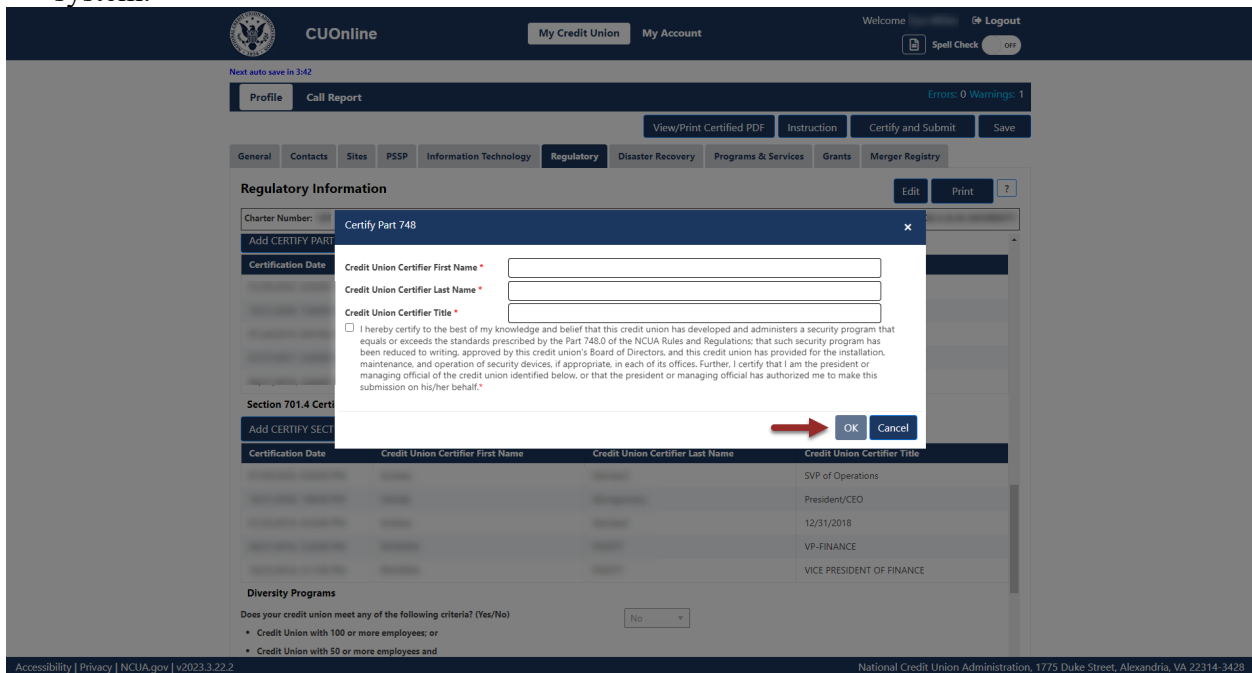 system.
CUOnline
My Credit Union
My Account
Welcome
Logout
Spell Check OFF
Next auto save in 3:42
Profile
Call Report
Errors: 0 Warnings: 1
View/Print Certified PDF
Instruction
Certify and Submit
Save
General
Contacts
Sites
PSSP
Information Technology
Regulatory
Disaster Recovery
Programs & Services
Grants
Merger Registry
Regulatory Information
Edit
Print
?
Charter Number:
Add CERTIFY PART
Certification Date
Certify Part 748
×
Credit Union Certifier First Name *
Credit Union Certifier Last Name *
Credit Union Certifier Title *
I hereby certify to the best of my knowledge and belief that this credit union has developed and administers a security program that
equals or exceeds the standards prescribed by the Part 748.0 of the NCUA Rules and Regulations; that such security program has
been reduced to writing, approved by this credit union's Board of Directors, and this credit union has provided for the installation,
maintenance, and operation of security devices, if appropriate, in each of its offices. Further, I certify that I am the president or
managing official of the credit union identified below, or that the president or managing official has authorized me to make this
submission on his/her behalf.*
OK
Cancel
Section 701.4 Certi
Add CERTIFY SECT
Certification Date
Credit Union Certifier First Name
Credit Union Certifier Last Name
Credit Union Certifier Title
SVP of Operations
President/CEO
12/31/2018
VP-FINANCE
VICE PRESIDENT OF FINANCE
Diversity Programs
Does your credit union meet any of the following criteria? (Yes/No)
No
• Credit Union with 100 or more employees; or
• Credit Union with 50 or more employees and
Accessibility | Privacy | NCUA.gov | v2023.3.22.2
National Credit Union Administration, 1775 Duke Street, Alexandria, VA 22314-3428